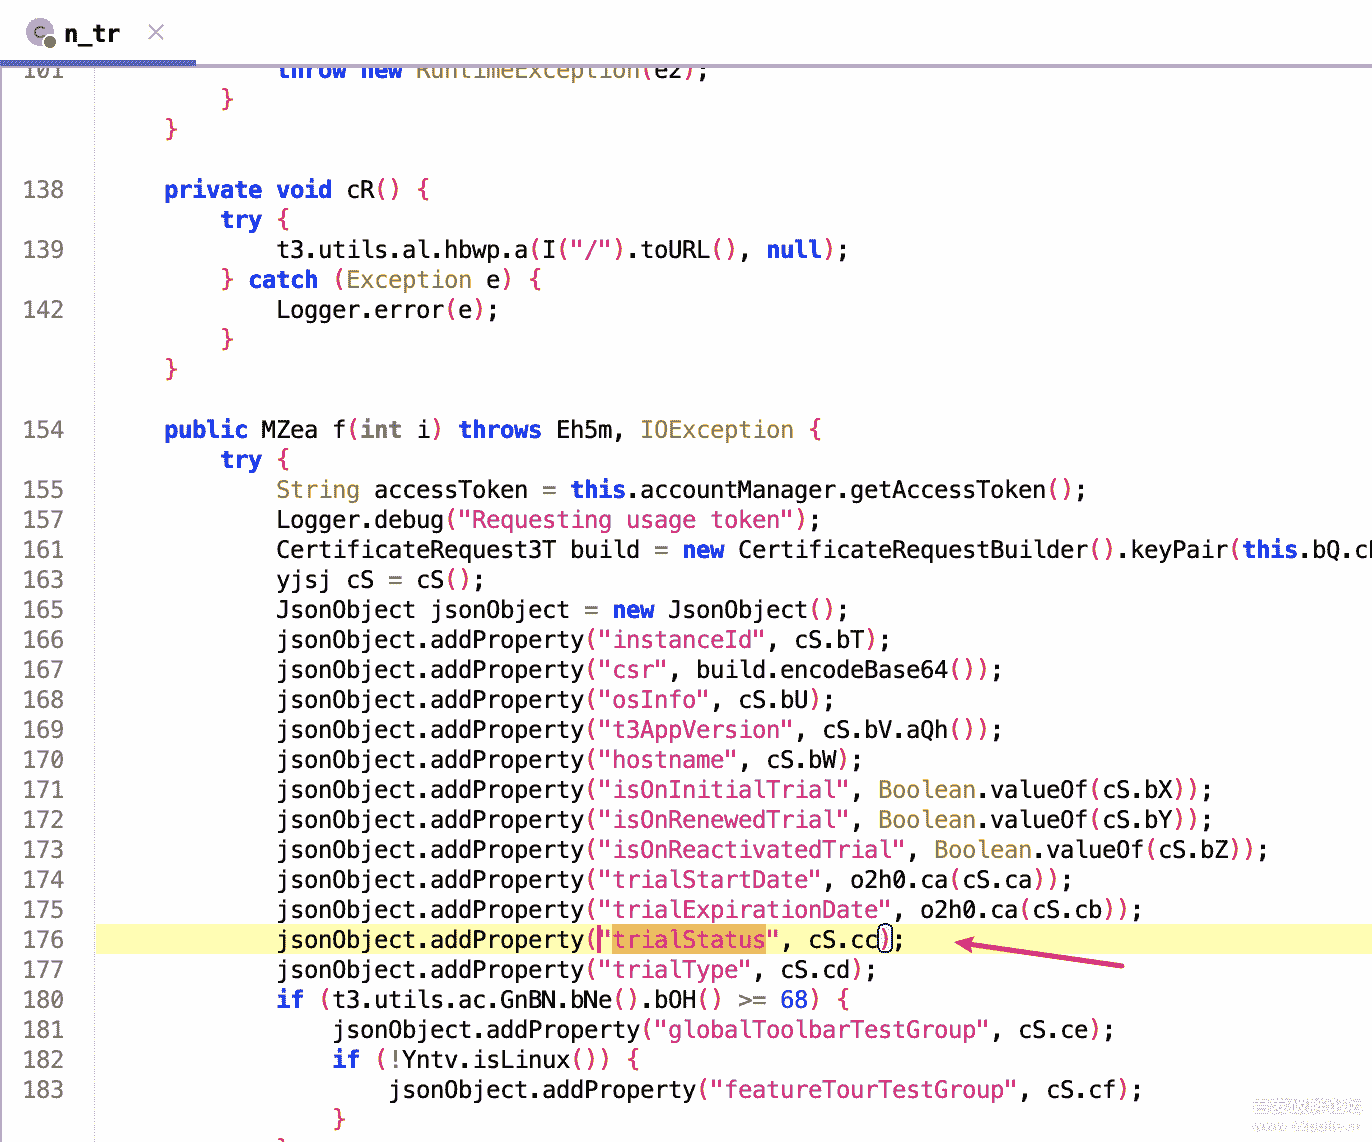 n_tr
101 throw new RuntimeException(e2);
}
}
138 private void cR() {
try {
139 t3.utils.al.hbwp.a(I("/").toURL(), null);
} catch (Exception e) {
142 Logger.error(e);
}
}
154 public MZea f(int i) throws Eh5m, IOException {
try {
155 String accessToken = this.accountManager.getAccessToken();
157 Logger.debug("Requesting usage token");
161 CertificateRequest3T build = new CertificateRequestBuilder().keyPair(this.bQ.
163 yjsj cS = cS();
165 JsonObject jsonObject = new JsonObject();
166 jsonObject.addProperty("instanceId", cS.bT);
167 jsonObject.addProperty("csr", build.encodeBase64());
168 jsonObject.addProperty("osInfo", cS.bU);
169 jsonObject.addProperty("t3AppVersion", cS.bV.aQh());
170 jsonObject.addProperty("hostname", cS.bW);
171 jsonObject.addProperty("isOnInitialTrial", Boolean.valueOf(cS.bX));
172 jsonObject.addProperty("isOnRenewedTrial", Boolean.valueOf(cS.bY));
173 jsonObject.addProperty("isOnReactivatedTrial", Boolean.valueOf(cS.bZ));
174 jsonObject.addProperty("trialStartDate", o2h0.ca(cS.ca));
175 jsonObject.addProperty("trialExpirationDate", o2h0.ca(cS.cb));
176 jsonObject.addProperty("trialStatus", cS.cc);
177 jsonObject.addProperty("trialType", cS.cd);
180 if (t3.utils.ac.GnBN.bNe().bOH() >= 68) {
181 jsonObject.addProperty("globalToolbarTestGroup", cS.ce);
182 if (!Yntv.isLinux()) {
183 jsonObject.addProperty("featureTourTestGroup", cS.cf);
}